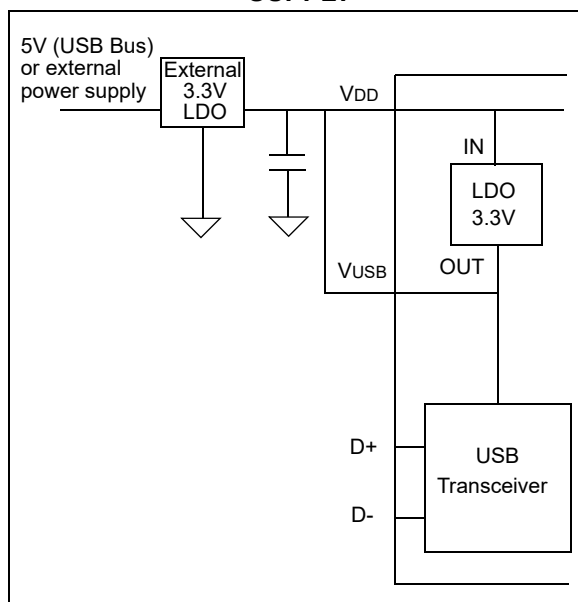 SUPPLY
5V (USB Bus)
or external
power supply
External
3.3V
LDO
VDD
IN
LDO
3.3V
VUSB
OUT
D+
USB
Transceiver
D-